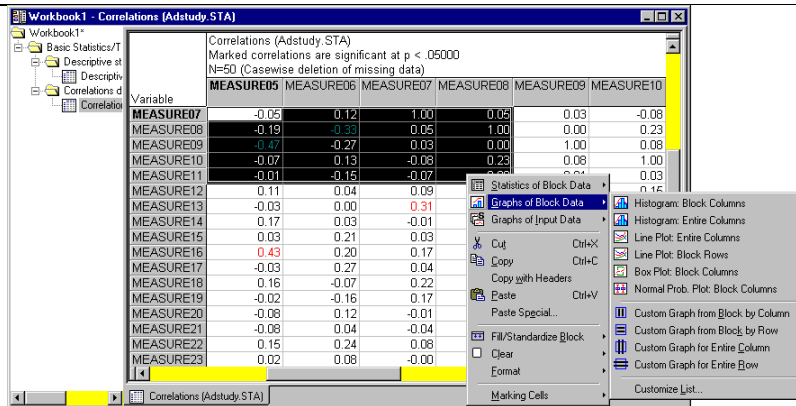 Workbook1 - Correlations (Adstudy.STA)
Workbook1*
Basic Statistics/T
Descriptive st
Descriptiv
Correlations d
Correlation
Correlations (Adstudy.STA)
Marked correlations are significant at p < .05000
N=50 (Casewise deletion of missing data)
Variable MEASURE05 MEASURE06 MEASURE07 MEASURE08 MEASURE09 MEASURE10
MEASURE07 -0.05 0.12 1.00 0.05 0.03 -0.08
MEASURE08 -0.19 -0.33 0.05 1.00 0.00 0.23
MEASURE09 -0.47 -0.27 0.03 0.00 1.00 0.08
MEASURE10 -0.07 0.13 -0.08 0.23 0.08 1.00
MEASURE11 -0.01 -0.15 -0.07 0.03
MEASURE12 0.11 0.04 0.09 0.16
MEASURE13 -0.03 0.00 0.31
MEASURE14 0.17 0.03 -0.01
MEASURE15 0.03 0.21 0.03
MEASURE16 0.43 0.20 0.17
MEASURE17 -0.03 0.27 0.04
MEASURE18 0.16 -0.07 0.22
MEASURE19 -0.02 -0.16 0.17
MEASURE20 -0.08 0.12 -0.01
MEASURE21 -0.08 0.04 -0.04
MEASURE22 0.15 0.24 0.08
MEASURE23 0.02 0.08 -0.00
Correlations (Adstudy.STA)
Statistics of Block Data
Graphs of Block Data
Graphs of Input Data
Cut Ctrl+X
Copy Ctrl+C
Copy with Headers
Paste Ctrl+V
Paste Special...
Fill/Standardize Block
Clear
Format
Marking Cells
Histogram: Block Columns
Histogram: Entire Columns
Line Plot: Entire Columns
Line Plot: Block Rows
Box Plot: Block Columns
Normal Prob. Plot: Block Columns
Custom Graph from Block by Column
Custom Graph from Block by Row
Custom Graph for Entire Column
Custom Graph for Entire Row
Customize List...